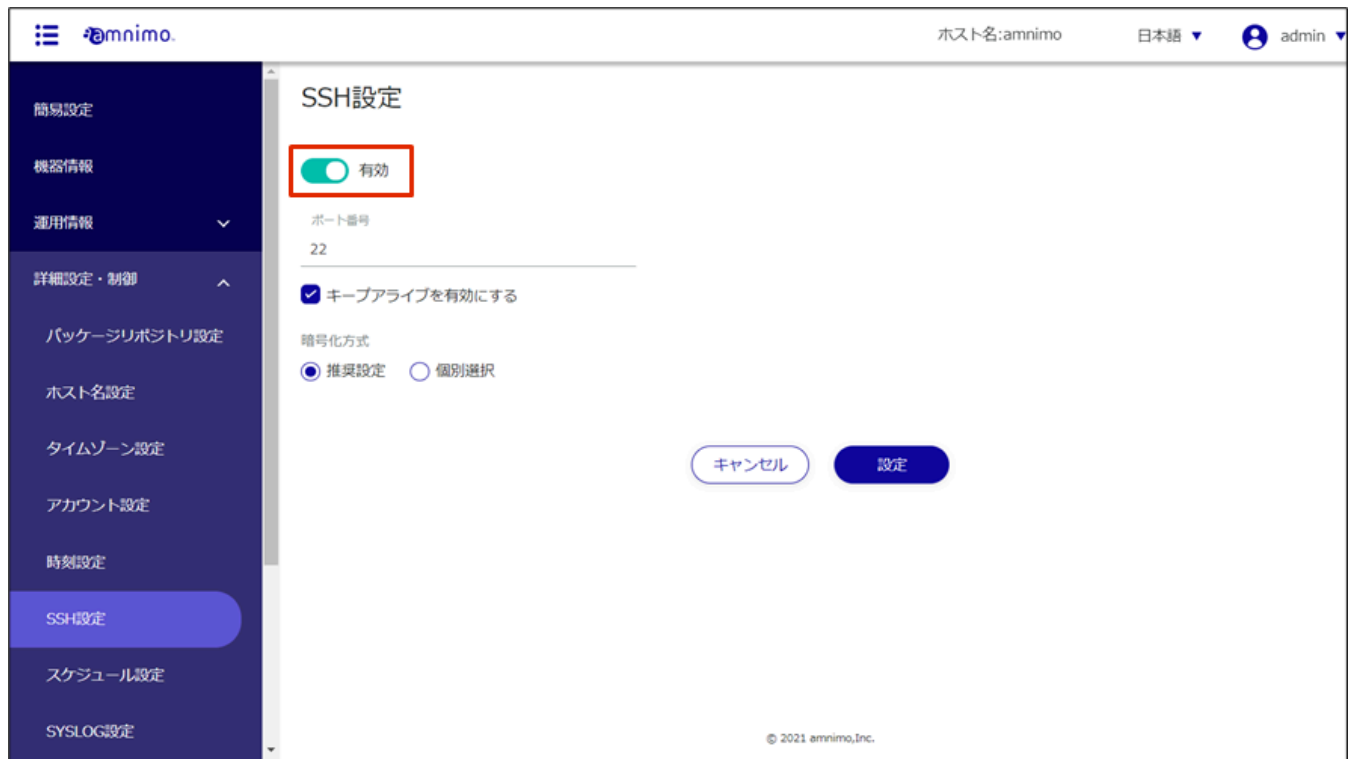 amnimo.
ホスト名:amnimo
日本語
admin
簡易設定
機器情報
運用情報
詳細設定・制御
パッケージリポジトリ設定
ホスト名設定
タイムゾーン設定
アカウント設定
時刻設定
SSH設定
スケジュール設定
SYSLOG設定
SSH設定
有効
ポート番号
22
キープアライブを有効にする
暗号化方式
推奨設定 個別選択
キャンセル 設定
© 2021 amnimo,Inc.